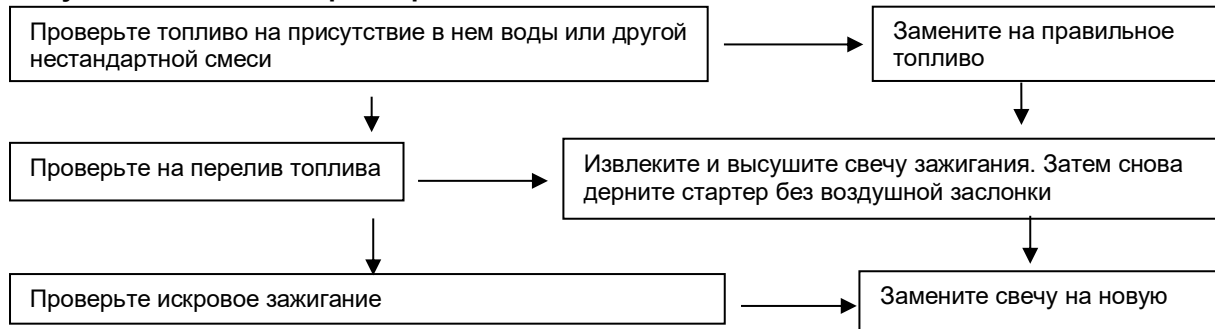 Проверьте топливо на присутствие в нем воды или другой
нестандартной смеси
Замените на правильное
топливо
Проверьте на перелив топлива
Извлеките и высушите свечу зажигания. Затем снова
дерните стартер без воздушной заслонки
Проверьте искровое зажигание
Замените свечу на новую